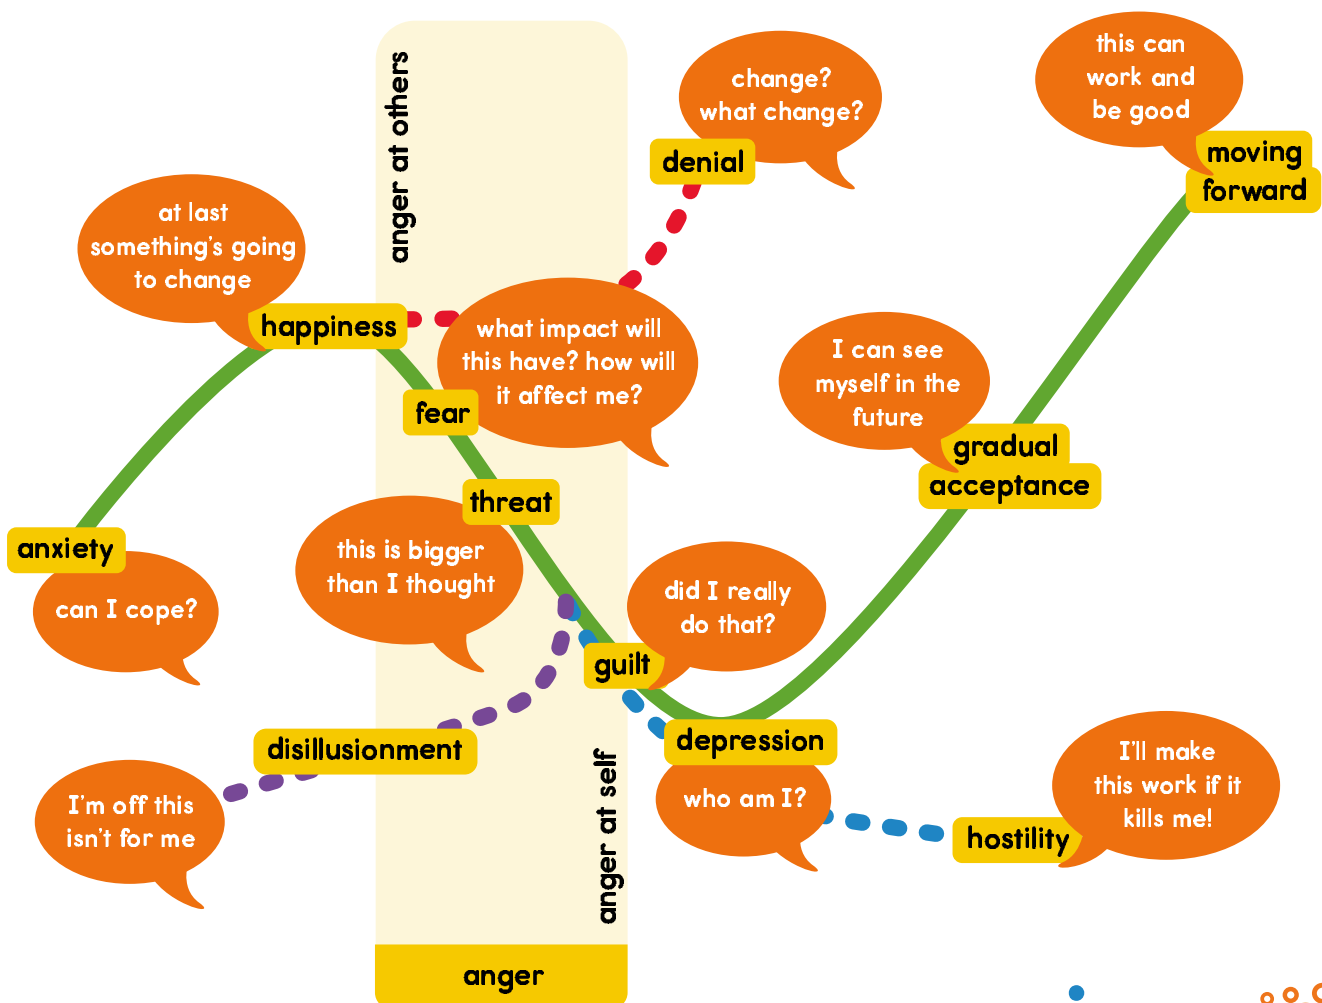 this can
work and
be good
moving
forward
change?
what change?
denial
anger at others
at last
something's going
to change
happiness
what impact will
this have? how will
it affect me?
fear
I can see
myself in the
future
gradual
acceptance
threat
this is bigger
than I thought
anxiety
can I cope?
did I really
do that?
guilt
disillusionment
I'm off this
isn't for me
depression
who am I?
anger at self
I'll make
this work if it
kills me!
hostility
anger